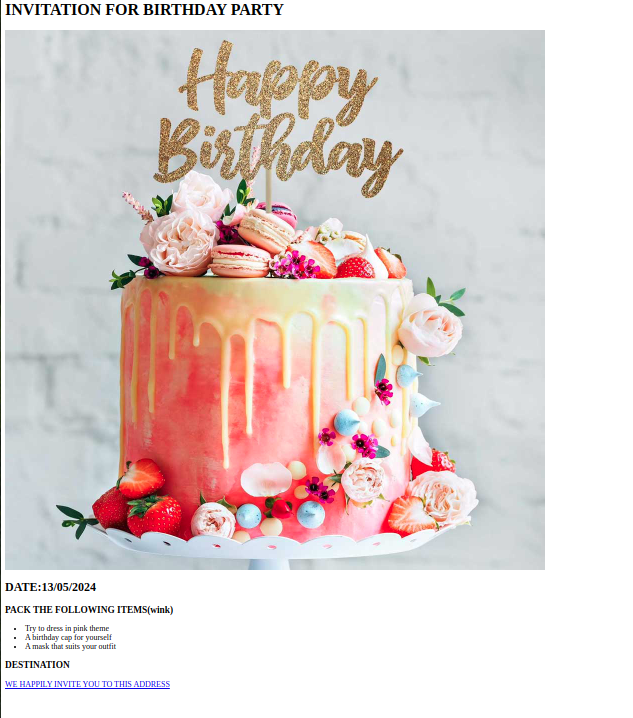 INVITATION FOR BIRTHDAY PARTY
Happy
Birthday
DATE:13/05/2024
PACK THE FOLLOWING ITEMS(wink)
Try to dress in pink theme
A birthday cap for yourself
A mask that suits your outfit
DESTINATION
WE HAPPILY INVITE YOU TO THIS ADDRESS